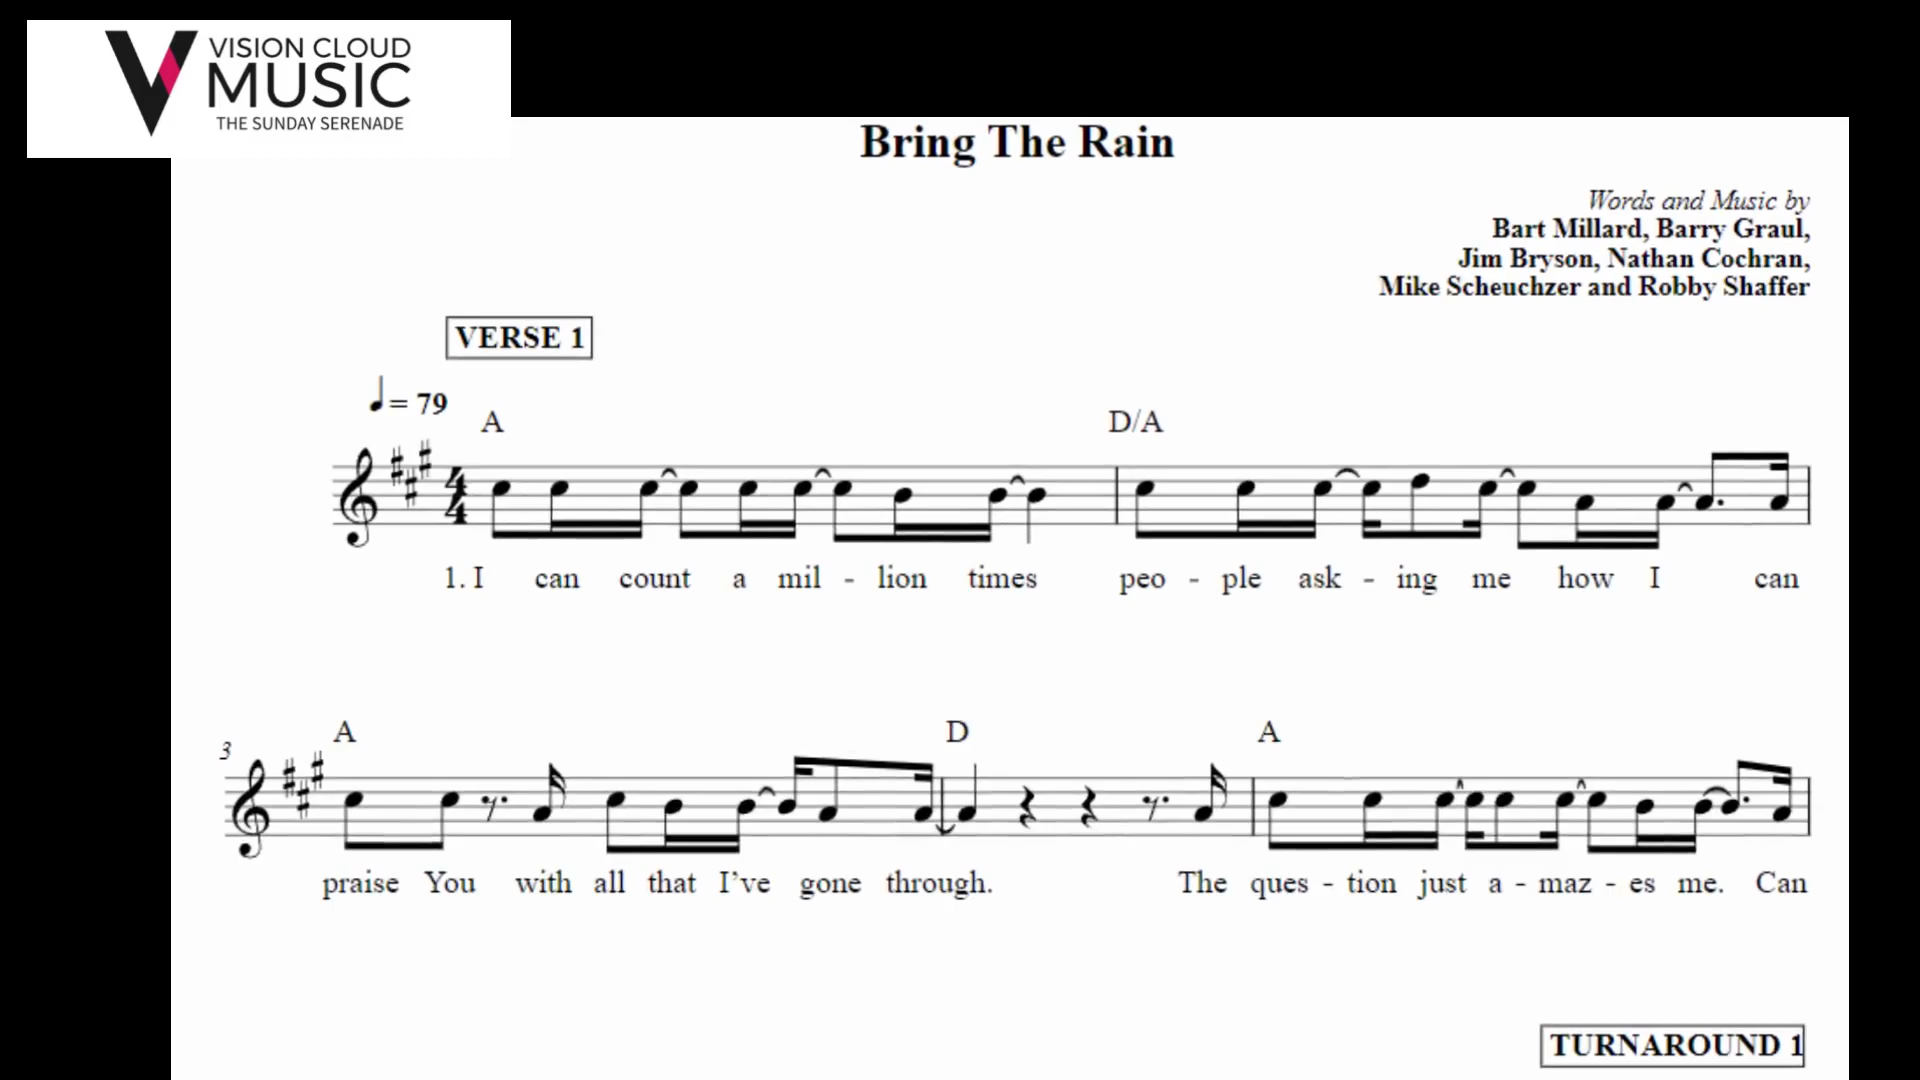 VISION CLOUD
MUSIC
THE SUNDAY SERENADE
Bring The Rain
Words and Music by
Bart Millard, Barry Graul,
Jim Bryson, Nathan Cochran,
Mike Scheuchzer and Robby Shaffer
VERSE 1
♩= 79
A D/A
4
4
1. I can count a mil - lion times peo - ple ask - ing me how I can
3
A D A
praise You with all that I’ve gone through. The ques - tion just a - maz - es me. Can
TURNAROUND 1